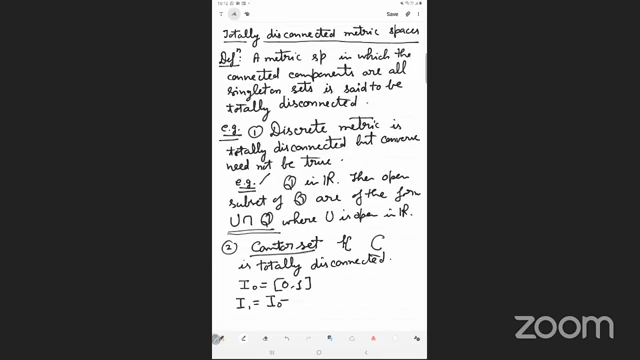 Save
Totally disconnected metric spaces
Defn: A metric sp in which the
connected components are all
singleton sets is said to be
totally disconnected.
e.g. ① Discrete metric is
totally disconnected but converse
need not be true.
e.g. ℚ in ℝ. Then open
subset of ℚ are of the form
U∩ℚ where U is open in ℝ.
② Cantor set C
is totally disconnected.
I₀ = [0,1]
I₁ = I₀−
zoom